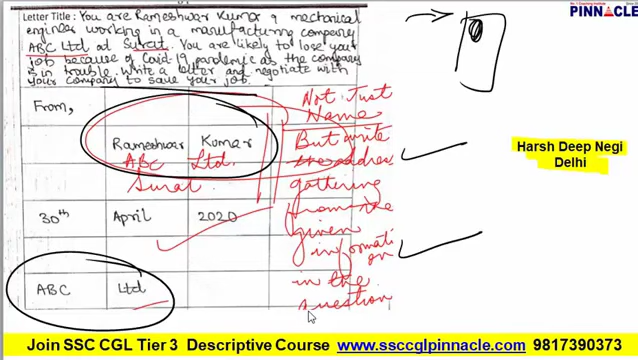 PINNACLE
Letter Title: You are Rameshwar Kumar a mechanical
engineer working in a manufacturing company
ABC Ltd at Surat. You are likely to lose your
job because of Covid 19 pandemic as the company
is in trouble. Write a letter and negotiate with
your company to save your job.
From,
Rameshwar Kumar
ABC Ltd.
Surat
30th April 2020
ABC Ltd
Not Just
Name
But write
the address
gathering
from the
given
information
in the
question
Harsh Deep Negi
Delhi
Join SSC CGL Tier 3 Descriptive Course www.ssccglpinnacle.com 9817390373